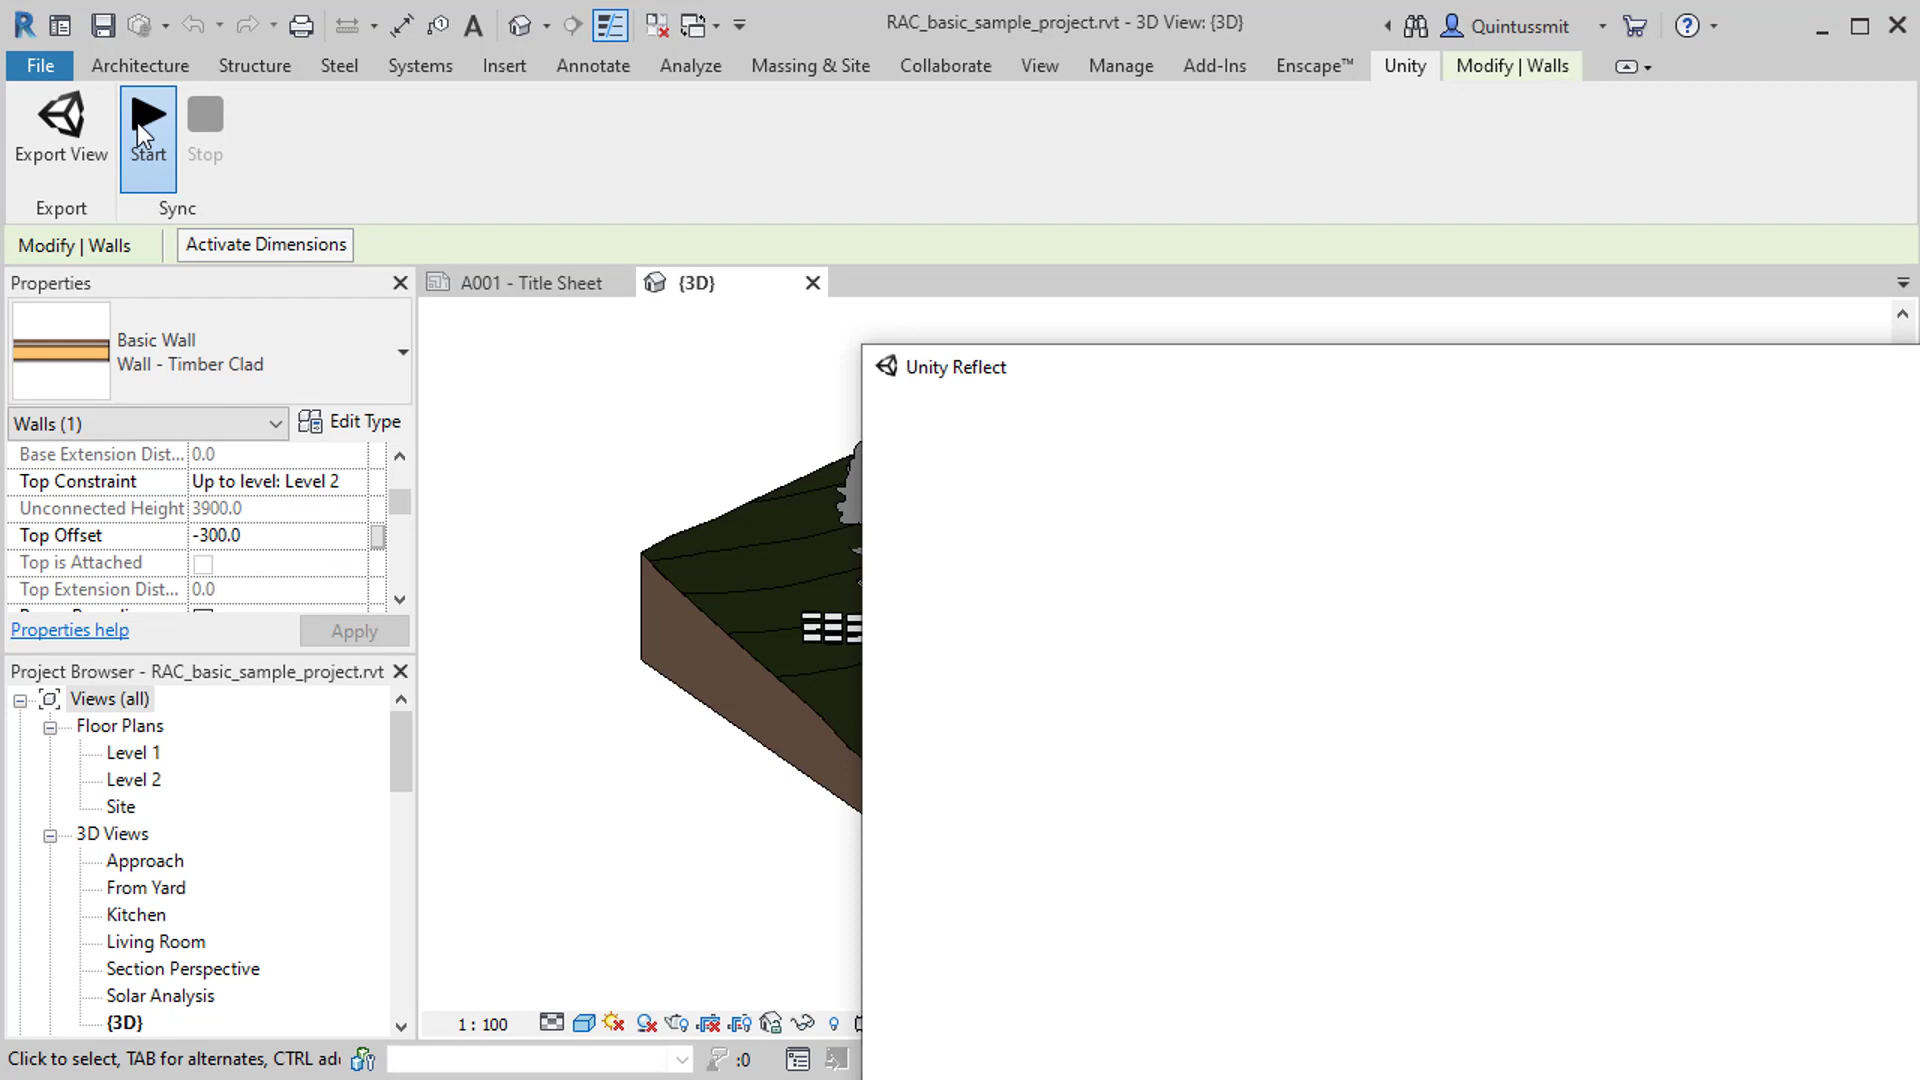 RAC_basic_sample_project.rvt - 3D View: {3D}
Quintussmit
File Architecture Structure Steel Systems Insert Annotate Analyze Massing & Site Collaborate View Manage Add-Ins Enscape™ Unity Modify | Walls
Export View Start Stop
Export Sync
Modify | Walls Activate Dimensions
Properties
A001 - Title Sheet {3D}
Basic Wall
Wall - Timber Clad
Unity Reflect
Walls (1) Edit Type
Base Extension Dist... 0.0
Top Constraint Up to level: Level 2
Unconnected Height 3900.0
Top Offset -300.0
Top is Attached
Top Extension Dist... 0.0
Properties help Apply
Project Browser - RAC_basic_sample_project.rvt
Views (all)
Floor Plans
Level 1
Level 2
Site
3D Views
Approach
From Yard
Kitchen
Living Room
Section Perspective
Solar Analysis
{3D}
1 : 100
Click to select, TAB for alternates, CTRL ad
:0